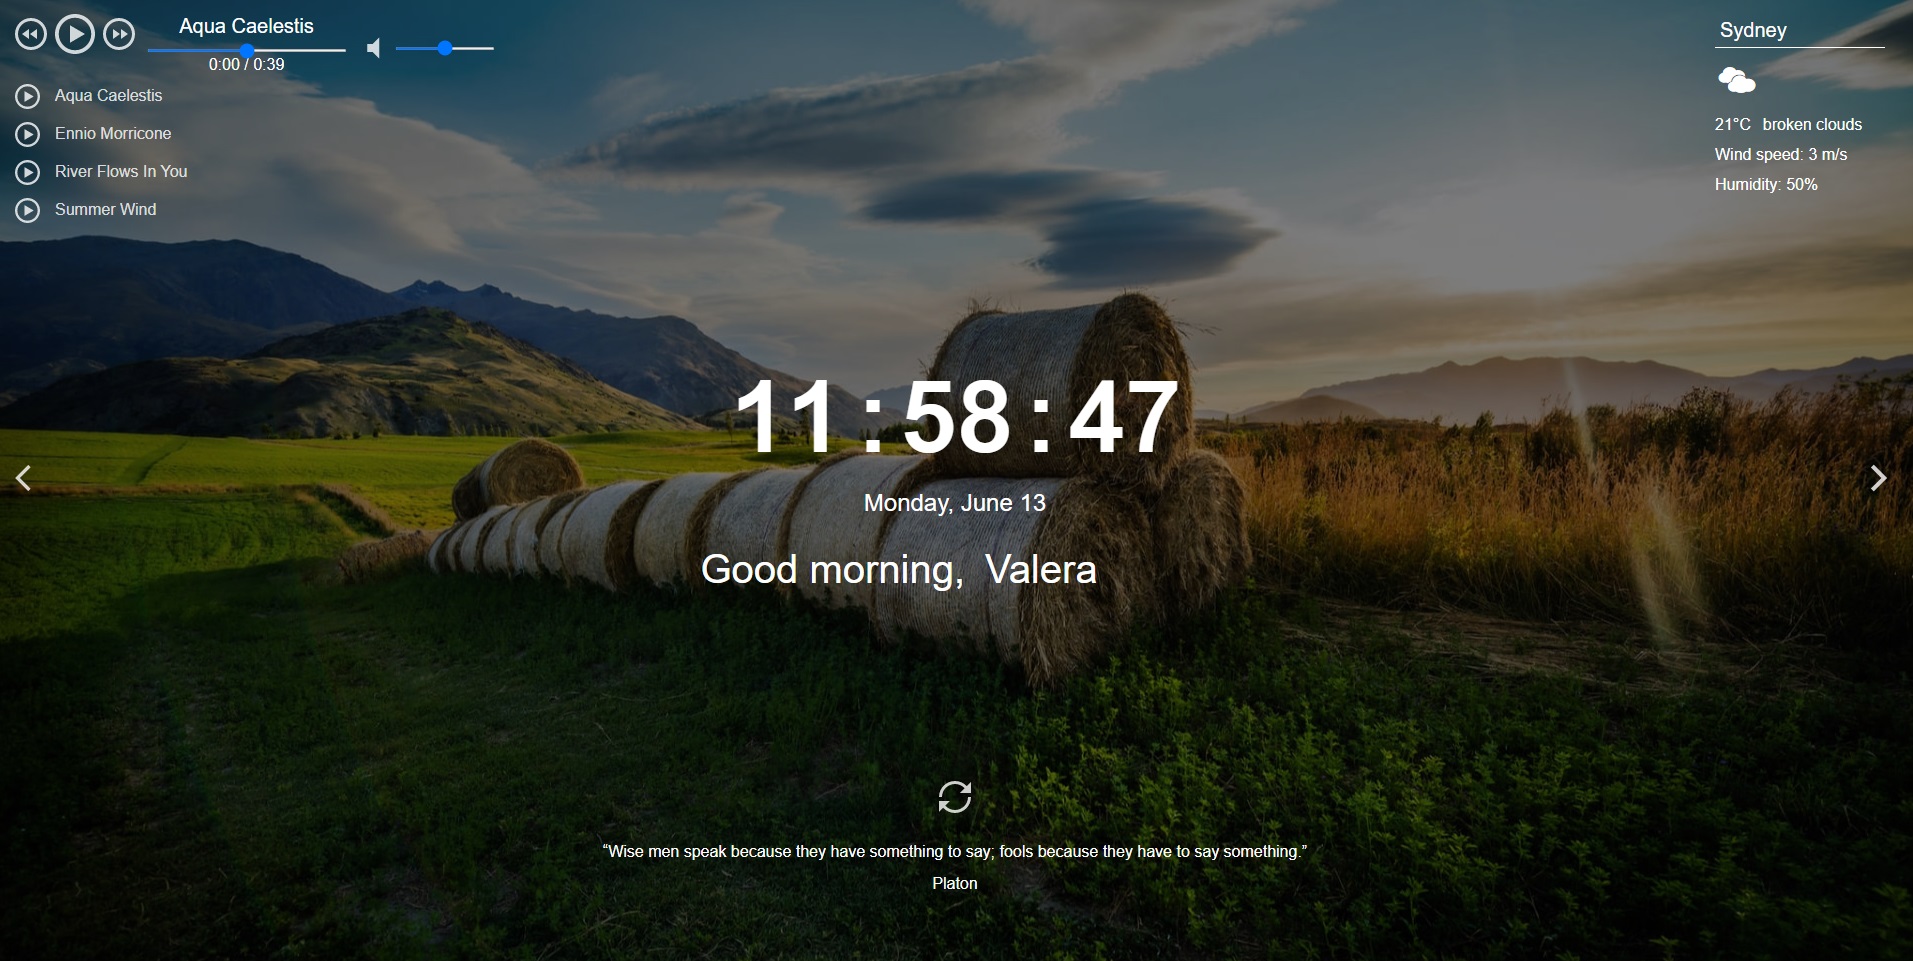 Aqua Caelestis
0:00 / 0:39
Aqua Caelestis
Ennio Morricone
River Flows In You
Summer Wind
Sydney
21°C broken clouds
Wind speed: 3 m/s
Humidity: 50%
11:58:47
Monday, June 13
Good morning, Valera
“Wise men speak because they have something to say; fools because they have to say something.”
Platon